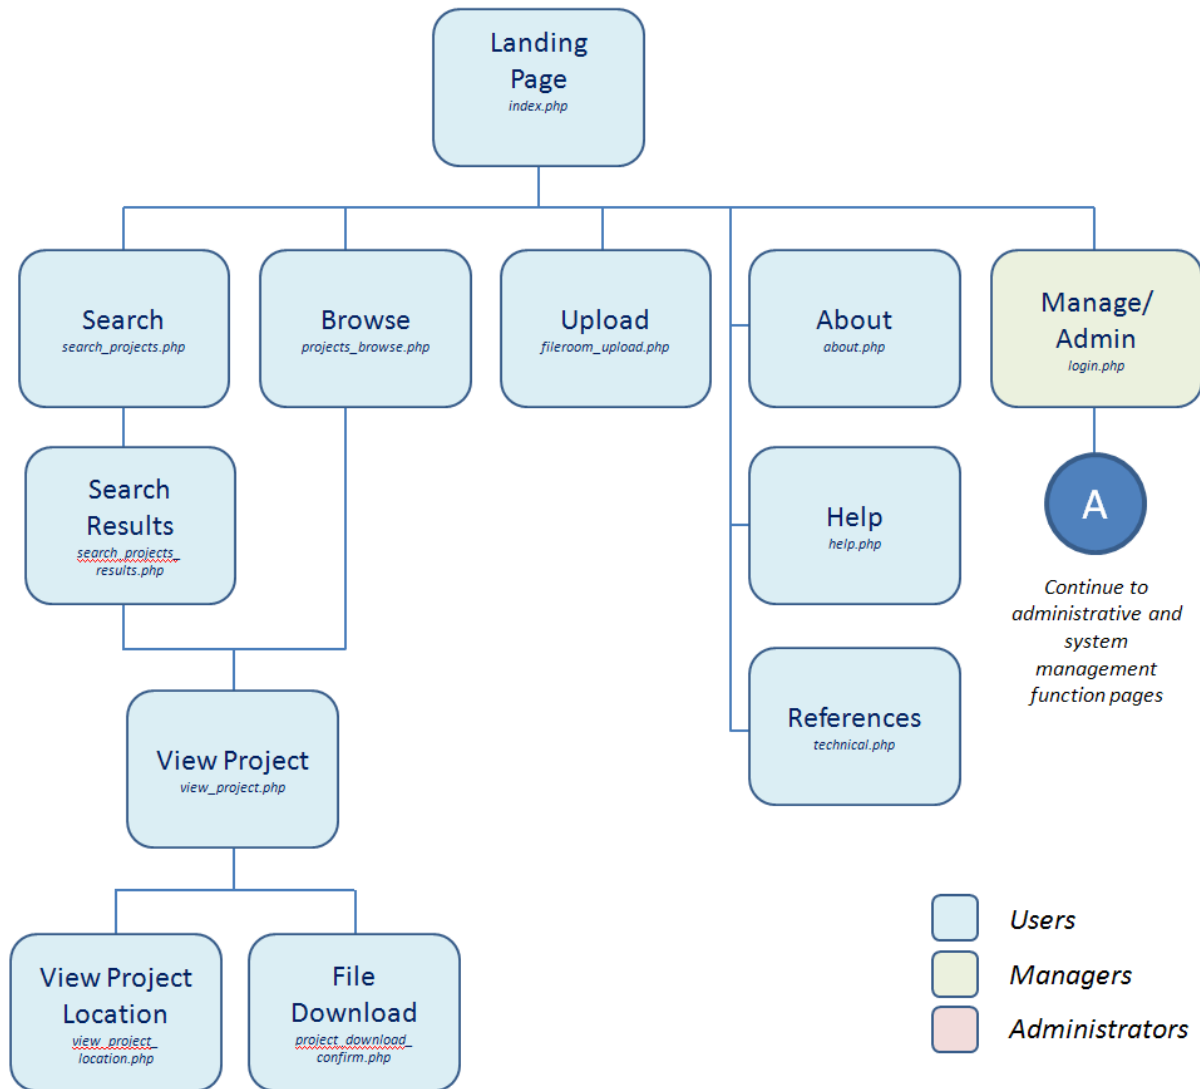 Landing
Page
index.php
Search
search_projects.php
Browse
projects_browse.php
Upload
fileroom_upload.php
About
about.php
Manage/
Admin
login.php
Search
Results
search_projects_
results.php
Help
help.php
A
Continue to
administrative and
system
management
function pages
References
technical.php
View Project
view_project.php
View Project
Location
view_project_
location.php
File
Download
project_download_
confirm.php
Users
Managers
Administrators